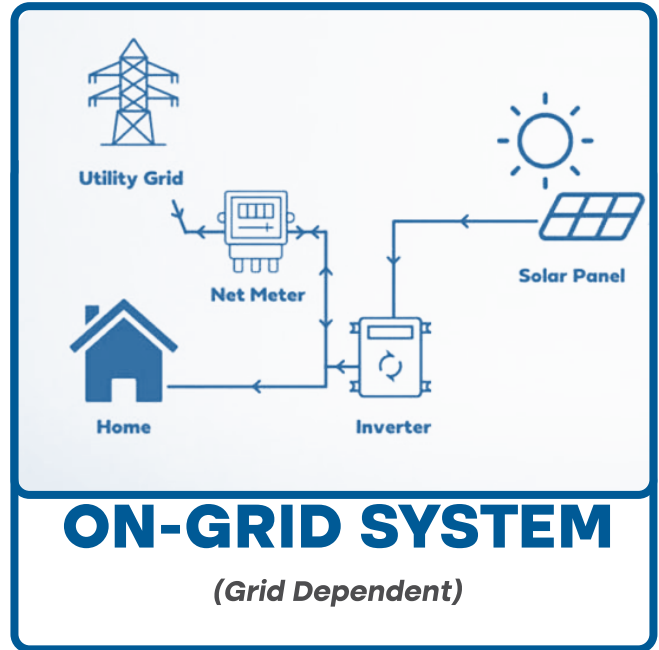 Utility Grid
Net Meter
Solar Panel
Home
Inverter
ON-GRID SYSTEM
(Grid Dependent)